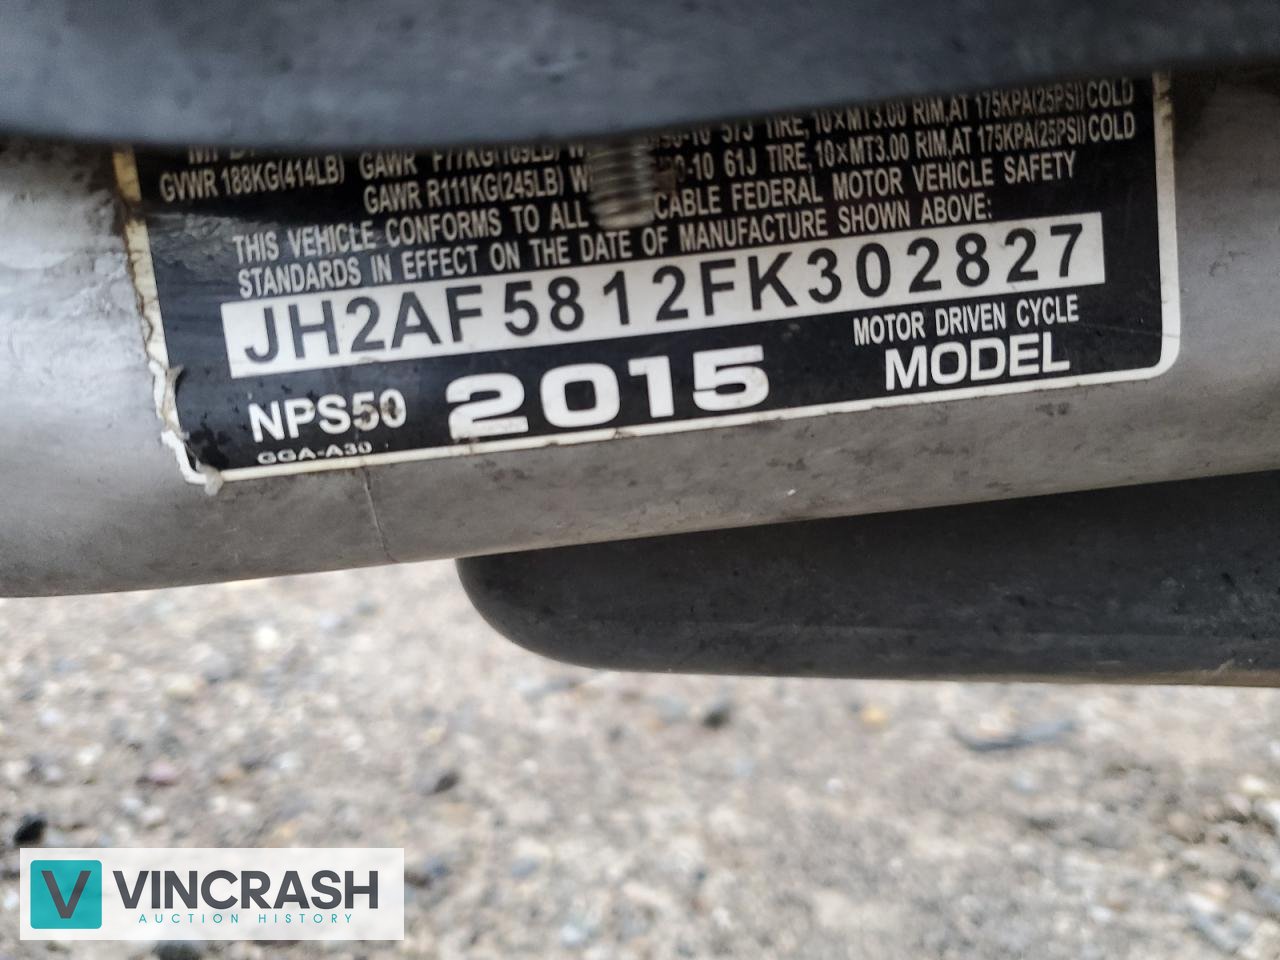 GVWR 188KG(414LB) GAWR F77KG(169LB) 10×MT3.00 RIM,AT 175KPA(25PSI)COLD
GAWR R111KG(245LB) 61J TIRE, 10×MT3.00 RIM,AT 175KPA(25PSI)COLD
THIS VEHICLE CONFORMS TO ALL FEDERAL MOTOR VEHICLE SAFETY
STANDARDS IN EFFECT ON THE DATE OF MANUFACTURE SHOWN ABOVE:
JH2AF5812FK302827
NPS50 2015 MOTOR DRIVEN CYCLE
MODEL
GGA-A30
VINCRASH
AUCTION HISTORY